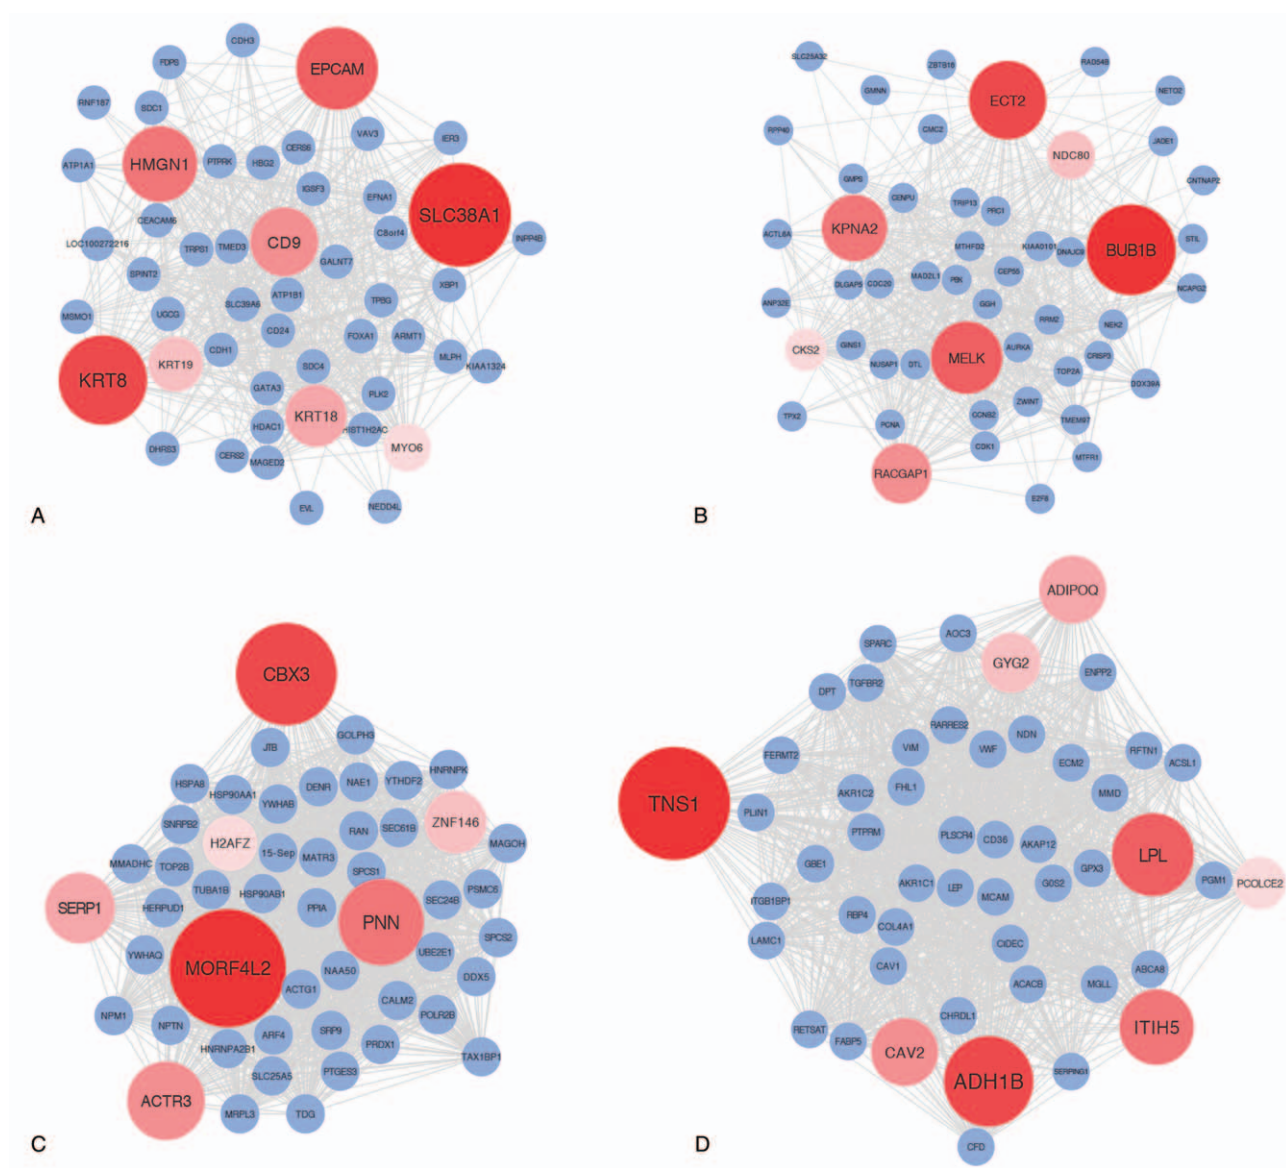 CDH3
EPCAM
FDPS
RNF187
SDC1
VAV3
IER3
CERS6
HMGN1
PTPRK
HBG2
ATP1A1
IGSF3
EFNA1
SLC38A1
CEACAM6
C8orf4
INPP4B
LOC100272216
TRPS1
TMED3
CD9
GALNT7
SPINT2
XBP1
ATP1B1
TPBG
SLC39A6
MSMO1
UGCG
CD24
FOXA1
ARMT1
CDH1
MLPH
KIAA1324
KRT19
SDC4
KRT8
GATA3
PLK2
KRT18
HDAC1
HIST1H2AC
MYO6
DHRS3
CERS2
MAGED2
EVL
NEDD4L
A
SLC25A32
ZBTB16
RAD54B
GMNN
ECT2
NETO2
RPP40
CMC2
JADE1
NDC80
GMPS
CNTNAP2
CENPU
TRIP13
PRC1
KPNA2
ACTL6A
MTHFD2
KIAA0101
DNAJC9
BUB1B
STIL
DLGAP5
CDC20
MAD2L1
PBK
CEP55
NCAPG2
ANP32E
GGH
RRM2
NEK2
CKS2
GINS1
AURKA
CRISP3
NUSAP1
DTL
MELK
TOP2A
DDX39A
ZWINT
TPX2
PCNA
CCNB2
TMEM97
CDK1
MTFR1
RACGAP1
E2F8
B
CBX3
JTB
GOLPH3
HSPA8
HSP90AA1
DENR
NAE1
YTHDF2
HNRNPK
YWHAB
SNRPB2
RAN
SEC61B
ZNF146
H2AFZ
15-Sep
MATR3
MAGOH
MMADHC
TOP2B
SPCS1
TUBA1B
HSP90AB1
PSMC6
SERP1
HERPUD1
PPIA
PNN
SEC24B
SPCS2
YWHAQ
UBE2E1
MORF4L2
NAA50
DDX5
ACTG1
CALM2
NPM1
NPTN
POLR2B
ARF4
SRP9
PRDX1
HNRNPA2B1
TAX1BP1
SLC25A5
PTGES3
ACTR3
MRPL3
TDG
C
ADIPOQ
SPARC
AOC3
GYG2
ENPP2
DPT
TGFBR2
RARRES2
NDN
VIM
VWF
FERMT2
ECM2
RFTN1
ACSL1
FHL1
AKR1C2
MMD
TNS1
PLIN1
PTPRM
PLSCR4
CD36
AKAP12
LPL
GBE1
GPX3
AKR1C1
LEP
G0S2
PGM1
PCOLCE2
ITGB1BP1
MCAM
RBP4
COL4A1
LAMC1
CIDEC
CAV1
ABCA8
ACACB
MGLL
CHRDL1
RETSAT
FABP5
ITIH5
CAV2
SERPING1
ADH1B
CFD
D